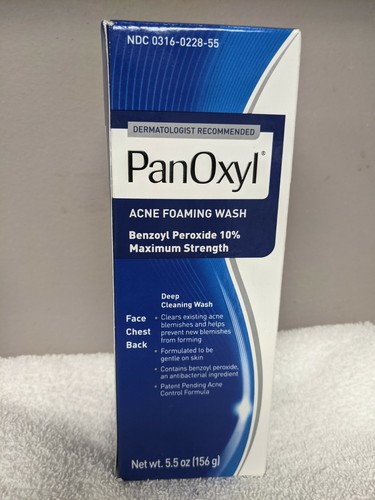 NDC 0316-0228-55
DERMATOLOGIST RECOMMENDED
PanOxyl®
ACNE FOAMING WASH
Benzoyl Peroxide 10%
Maximum Strength
Deep
Cleaning Wash
Face
Chest
Back
• Clears existing acne
blemishes and helps
prevent new blemishes
from forming
• Formulated to be
gentle on skin
• Contains benzoyl peroxide,
an antibacterial ingredient
• Patent Pending Acne
Control Formula
Net wt. 5.5 oz (156 g)